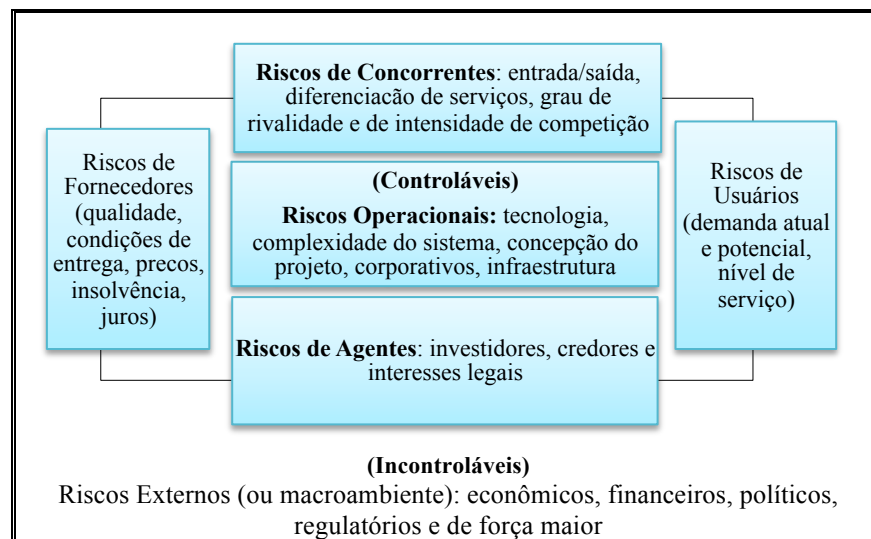 Riscos de Concorrentes: entrada/saída,
diferenciacão de serviços, grau de
rivalidade e de intensidade de competição
Riscos de
Fornecedores
(qualidade,
condições de
entrega, precos,
insolvência,
juros)
(Controláveis)
Riscos Operacionais: tecnologia,
complexidade do sistema, concepção do
projeto, corporativos, infraestrutura
Riscos de
Usuários
(demanda atual
e potencial,
nível de
serviço)
Riscos de Agentes: investidores, credores e
interesses legais
(Incontroláveis)
Riscos Externos (ou macroambiente): econômicos, financeiros, políticos,
regulatórios e de força maior